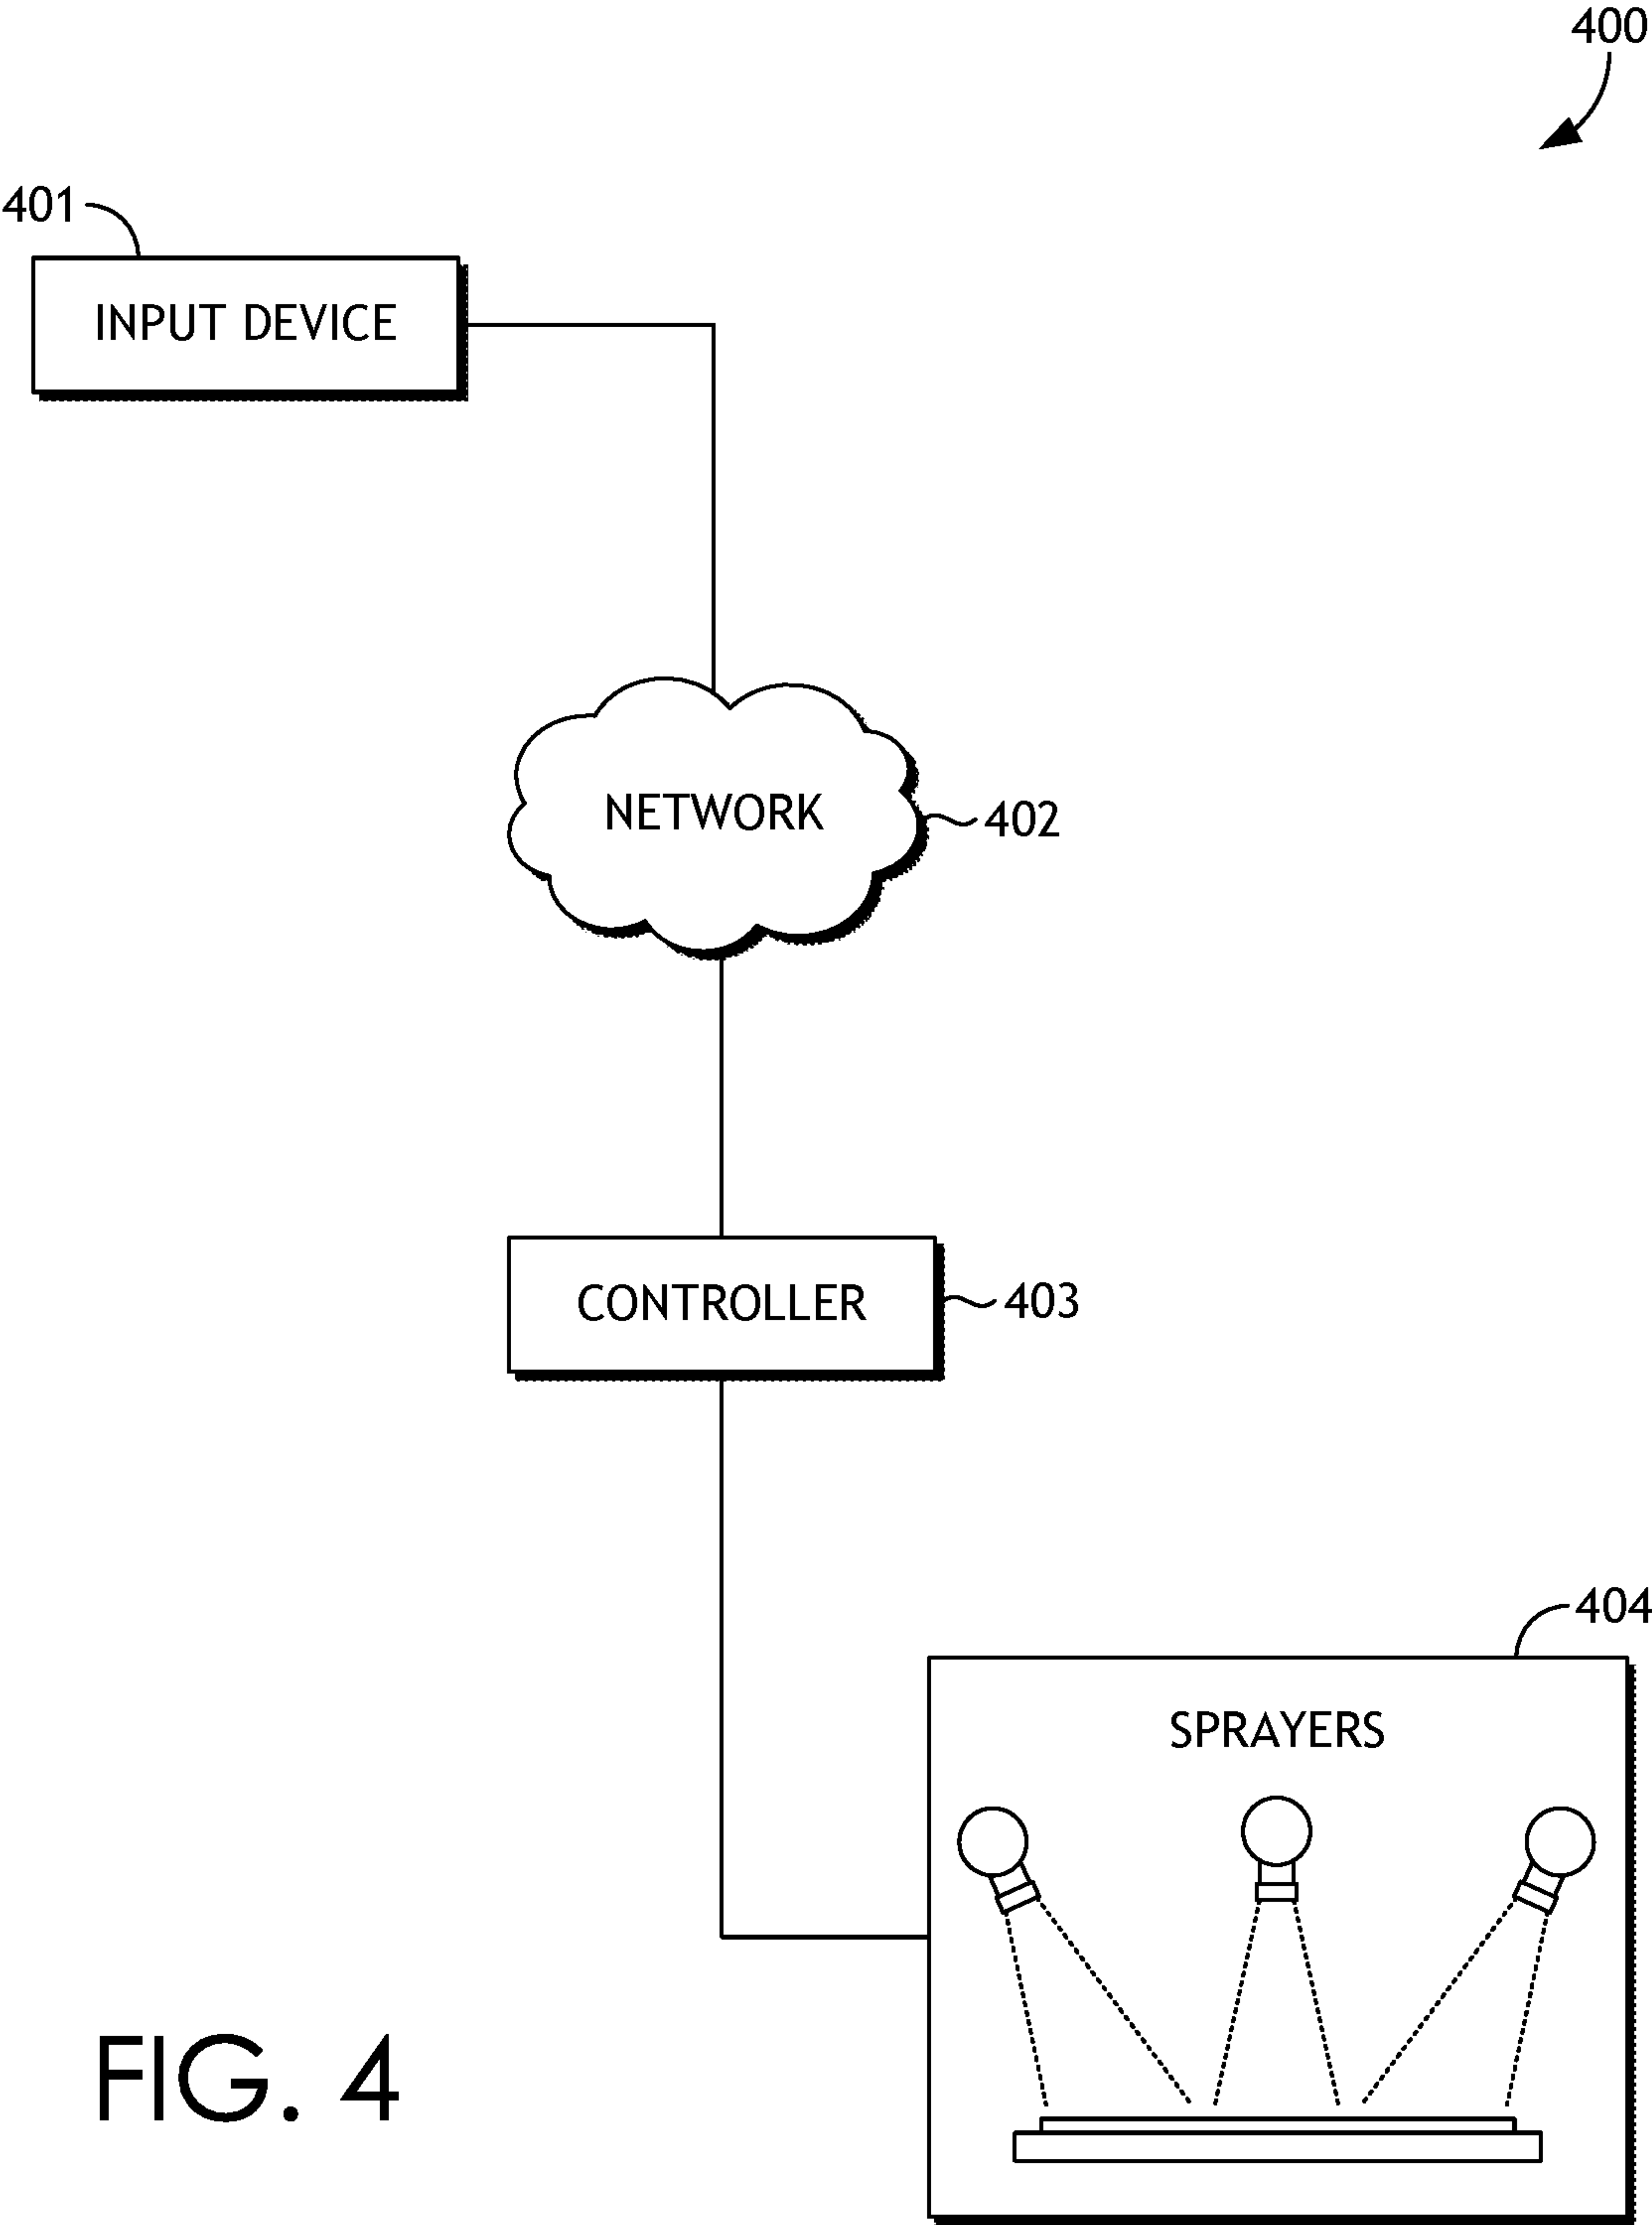 400
401
INPUT DEVICE
NETWORK
402
CONTROLLER
403
404
SPRAYERS
FIG. 4